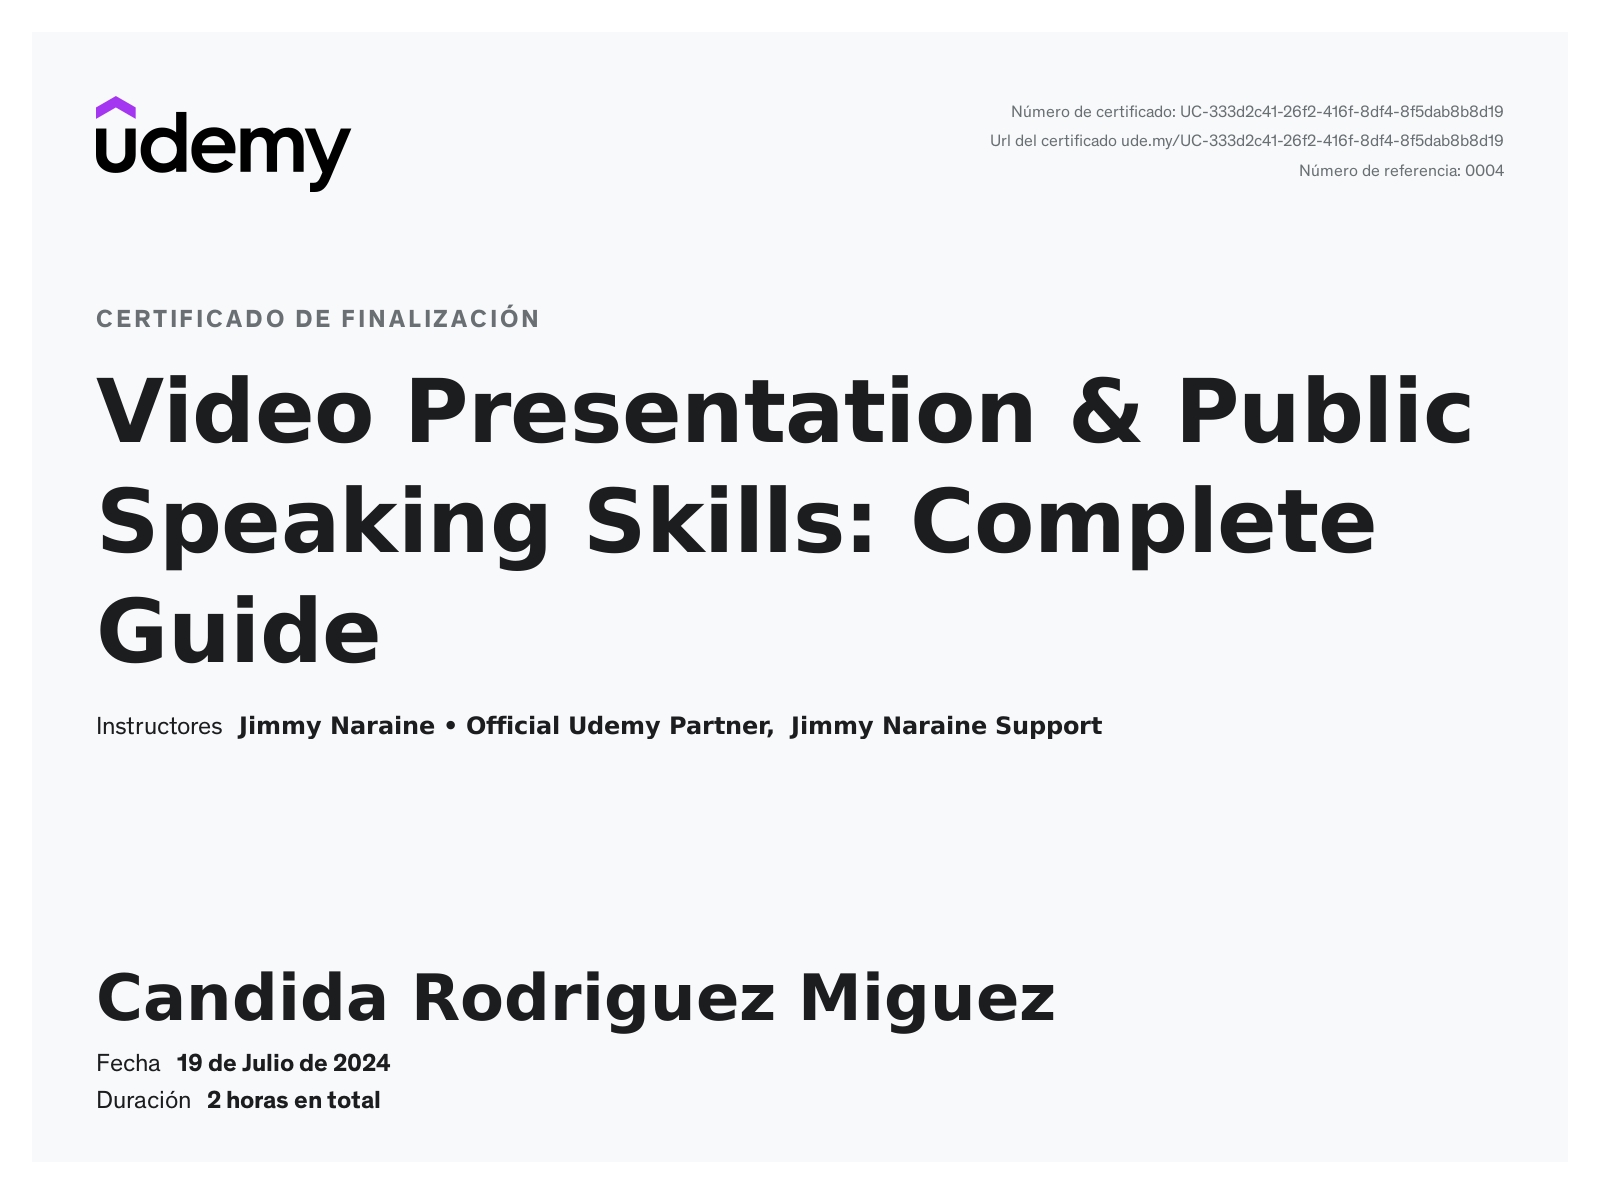 udemy
Número de certificado: UC-333d2c41-26f2-416f-8df4-8f5dab8b8d19
Url del certificado ude.my/UC-333d2c41-26f2-416f-8df4-8f5dab8b8d19
Número de referencia: 0004
CERTIFICADO DE FINALIZACIÓN
Video Presentation & Public
Speaking Skills: Complete
Guide
Instructores Jimmy Naraine • Official Udemy Partner, Jimmy Naraine Support
Candida Rodriguez Miguez
Fecha 19 de Julio de 2024
Duración 2 horas en total